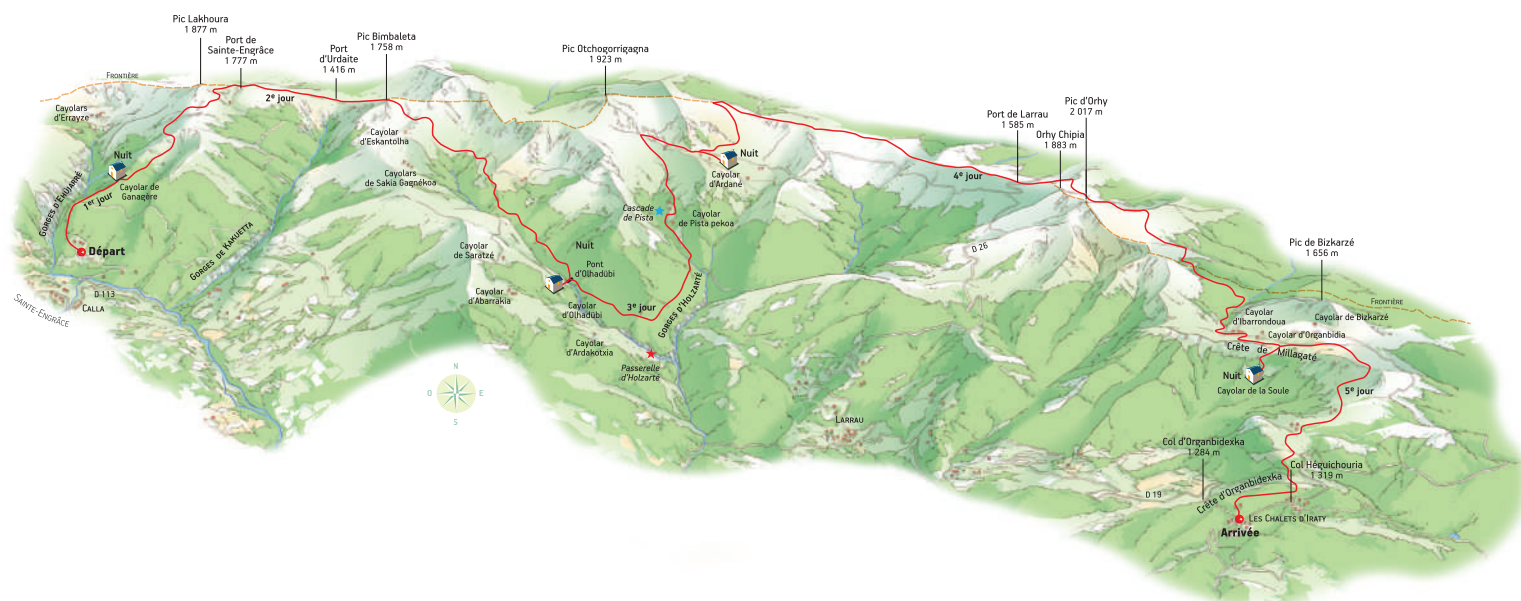 Pic Lakhoura
1 877 m
Port de
Sainte-Engrâce
1 777 m
Port
d'Urdaite
1 416 m
Pic Bimbaleta
1 758 m
Pic Otchogorrigagna
1 923 m
Port de Larrau
1 585 m
Orhy Chipia
1 883 m
Pic d'Orhy
2 017 m
Pic de Bizkarzé
1 656 m
Frontière
2e jour
Cayolars
d'Errayze
Nuit
Cayolar de
Ganagère
Gorges d'Ehujarré
1er jour
Départ
Gorges de Kakuetta
D 113
Calla
Sainte-Engrâce
Cayolar
d'Eskantolha
Cayolars
de Sakia Gagnékoa
Cayolar
de Saratzé
Cayolar
d'Abarrakia
Nuit
Pont
d'Olhadübi
Cayolar
d'Olhadübi
3e jour
Cayolar
d'Ardakotxia
Passerelle
d'Holzarté
Gorges d'Holzarté
Cascade
de Pista
Cayolar
de Pista pekoa
Nuit
Cayolar
d'Ardané
4e jour
D 26
N
O
E
S
Larrau
Frontière
Cayolar
d'Ibarrondoua
Cayolar de Bizkarzé
Cayolar d'Organbidia
Crête de Millagaté
Nuit
Cayolar de la Soule
5e jour
Col d'Organbidexka
1 284 m
Col Héguichouria
1 319 m
Crête d'Organbidexka
D 19
Les Chalets d'Iraty
Arrivée